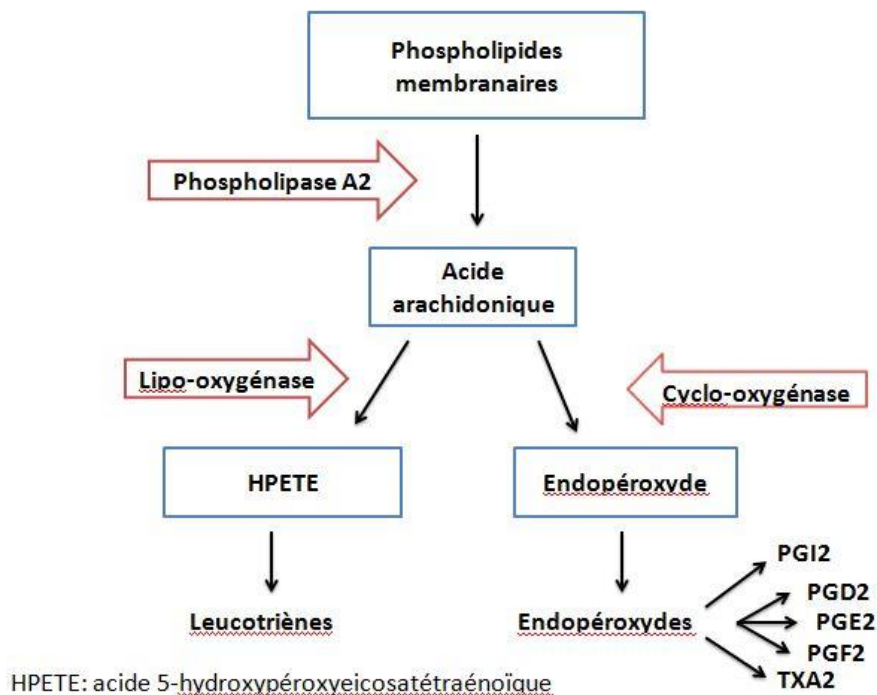 Phospholipides
membranaires
Phospholipase A2
Acide
arachidonique
Lipo-oxygénase
Cyclo-oxygénase
HPETE
Endopéroxyde
Leucotriènes
Endopéroxydes
PGI2
PGD2
PGE2
PGF2
TXA2
HPETE: acide 5-hydroxypéroxyeicosatétraénoïque